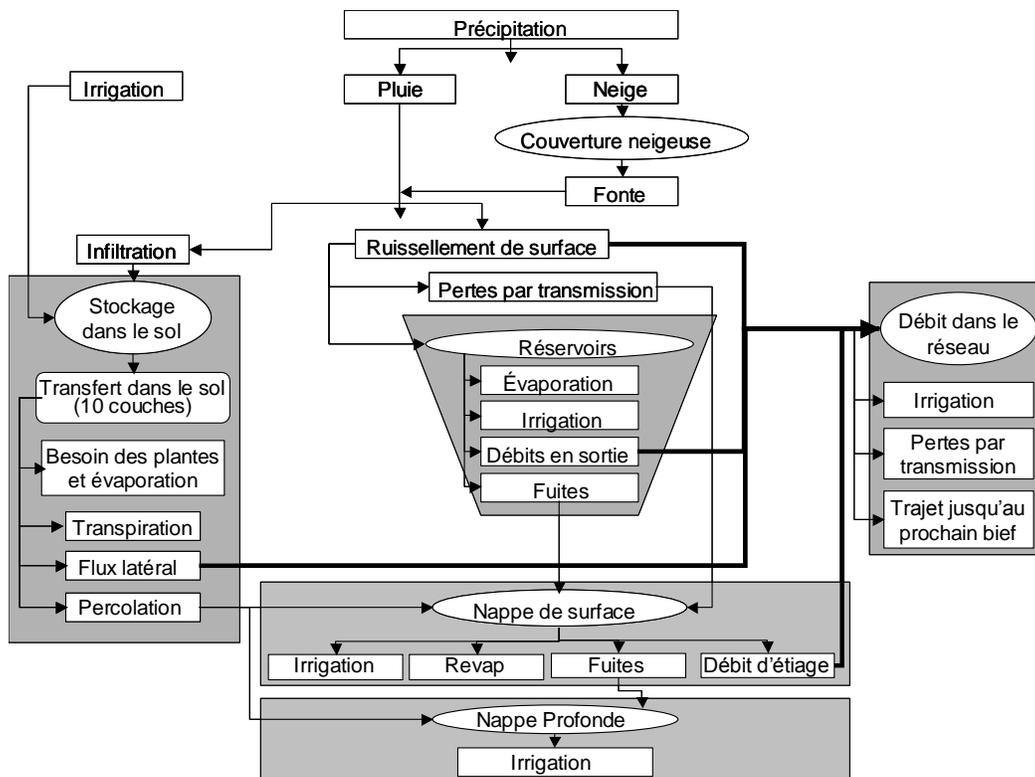 Précipitation
Irrigation
Pluie
Neige
Couverture neigeuse
Fonte
Infiltration
Ruissellement de surface
Stockage
dans le sol
Pertes par transmission
Débit dans le
réseau
Réservoirs
Transfert dans le sol
(10 couches)
Évaporation
Irrigation
Irrigation
Besoin des plantes
et évaporation
Débits en sortie
Pertes par
transmission
Fuites
Transpiration
Trajet jusqu'au
prochain bief
Flux latéral
Percolation
Nappe de surface
Irrigation
Revap
Fuites
Débit d'étiage
Nappe Profonde
Irrigation